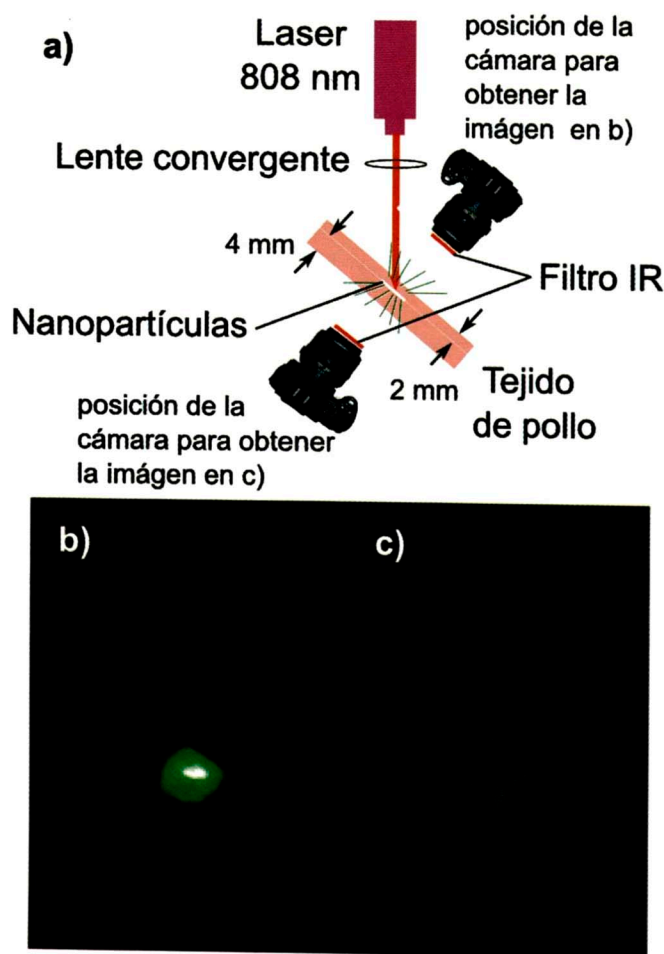 a)
Laser
808 nm
posición de la
cámara para
obtener la
imágen en b)
Lente convergente
4 mm
Filtro IR
Nanopartículas
2 mm
Tejido
de pollo
posición de la
cámara para obtener
la imágen en c)
b)
c)